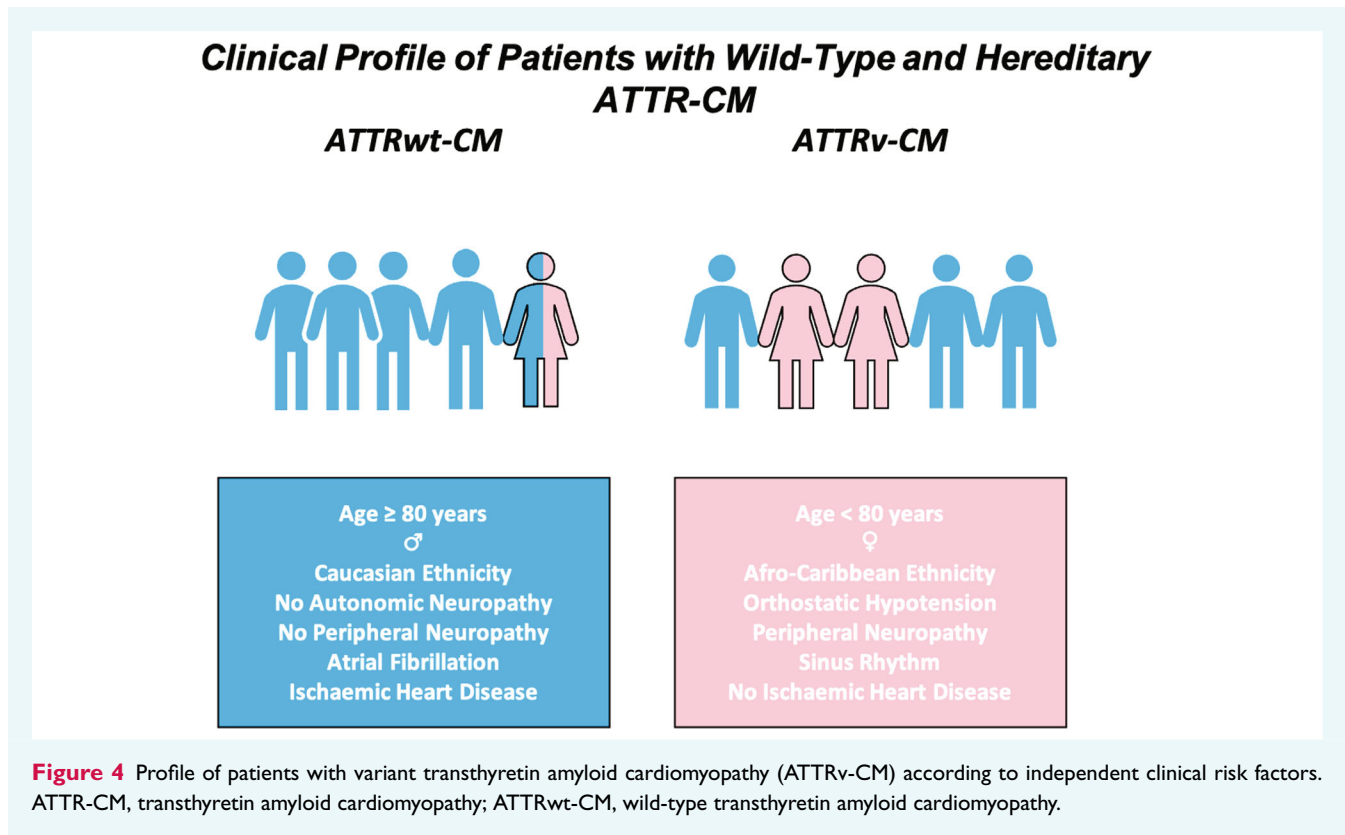 Clinical Profile of Patients with Wild-Type and Hereditary
ATTR-CM
ATTRwt-CM
ATTRv-CM
Age ≥ 80 years
♂
Caucasian Ethnicity
No Autonomic Neuropathy
No Peripheral Neuropathy
Atrial Fibrillation
Ischaemic Heart Disease
Age < 80 years
♀
Afro-Caribbean Ethnicity
Orthostatic Hypotension
Peripheral Neuropathy
Sinus Rhythm
No Ischaemic Heart Disease
Figure 4 Profile of patients with variant transthyretin amyloid cardiomyopathy (ATTRv-CM) according to independent clinical risk factors.
ATTR-CM, transthyretin amyloid cardiomyopathy; ATTRwt-CM, wild-type transthyretin amyloid cardiomyopathy.